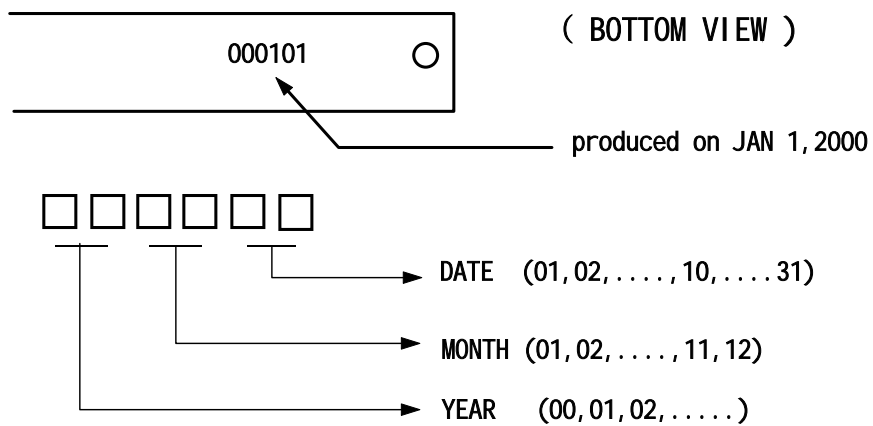 ( BOTTOM VIEW )
000101
produced on JAN 1,2000
DATE (01,02,....,10,....31)
MONTH (01,02,....,11,12)
YEAR (00,01,02,.....)